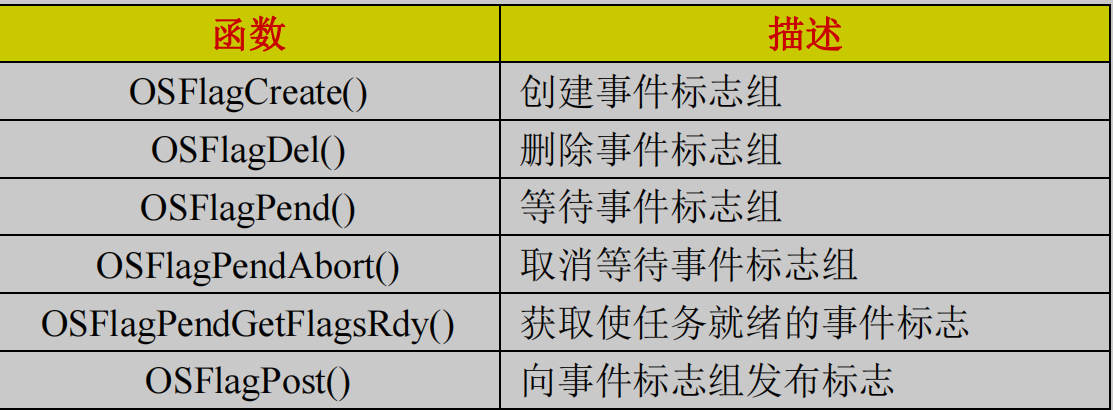 函数 描述
OSFlagCreate() 创建事件标志组
OSFlagDel() 删除事件标志组
OSFlagPend() 等待事件标志组
OSFlagPendAbort() 取消等待事件标志组
OSFlagPendGetFlagsRdy() 获取使任务就绪的事件标志
OSFlagPost() 向事件标志组发布标志